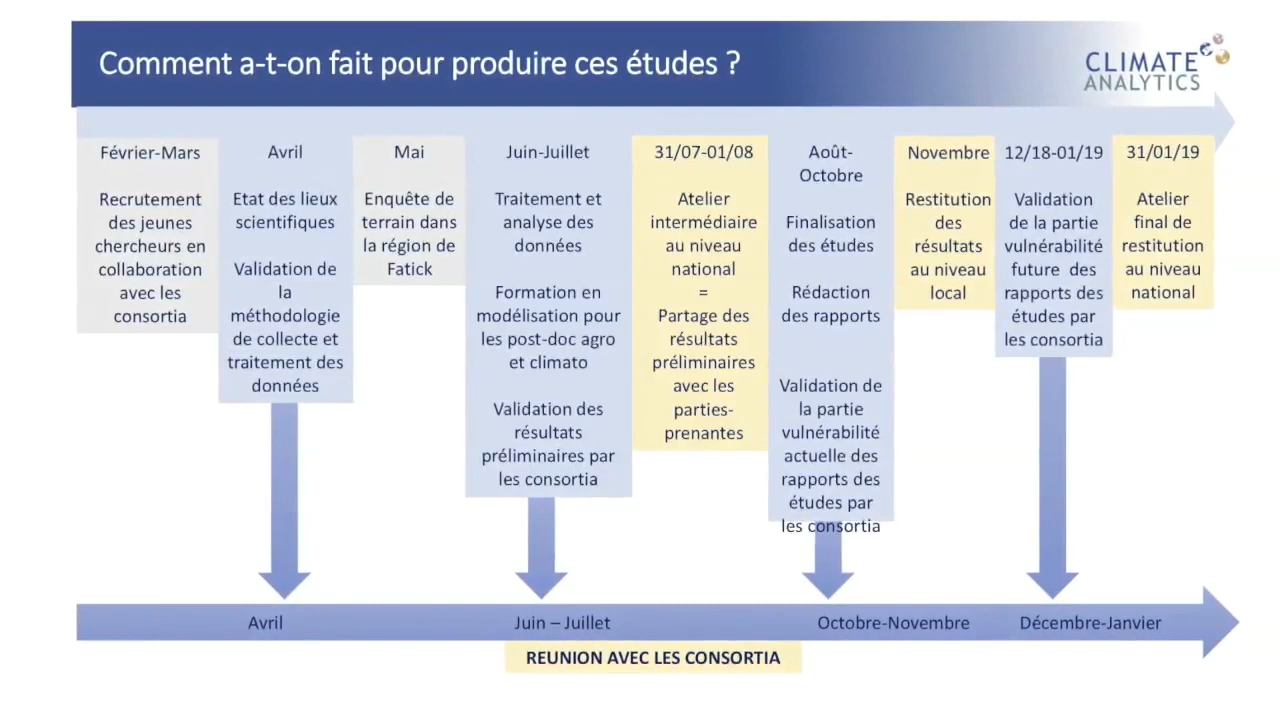 Comment a-t-on fait pour produire ces études ?
CLIMATE
ANALYTICS
Février-Mars
Recrutement
des jeunes
chercheurs en
collaboration
avec les
consortia
Avril
Etat des lieux
scientifiques
Validation de
la
méthodologie
de collecte et
traitement des
données
Mai
Enquête de
terrain dans
la région de
Fatick
Juin-Juillet
Traitement et
analyse des
données
Formation en
modélisation pour
les post-doc agro
et climato
Validation des
résultats
préliminaires par
les consortia
31/07-01/08
Atelier
intermédiaire
au niveau
national
=
Partage des
résultats
préliminaires
avec les
parties-
prenantes
Août-
Octobre
Finalisation
des études
Rédaction
des rapports
Validation de
la partie
vulnérabilité
actuelle des
rapports des
études par
les consortia
Novembre
Restitution
des
résultats
au niveau
local
12/18-01/19
Validation
de la partie
vulnérabilité
future des
rapports des
études par
les consortia
31/01/19
Atelier
final de
restitution
au niveau
national
Avril
Juin – Juillet
Octobre-Novembre
Décembre-Janvier
REUNION AVEC LES CONSORTIA